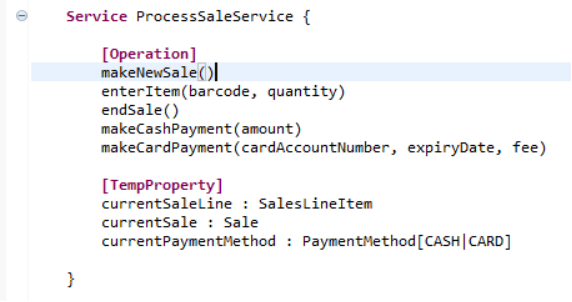 Service ProcessSaleService {
[Operation]
makeNewSale()
enterItem(barcode, quantity)
endSale()
makeCashPayment(amount)
makeCardPayment(cardAccountNumber, expiryDate, fee)
[TempProperty]
currentSaleLine : SalesLineItem
currentSale : Sale
currentPaymentMethod : PaymentMethod[CASH|CARD]
}